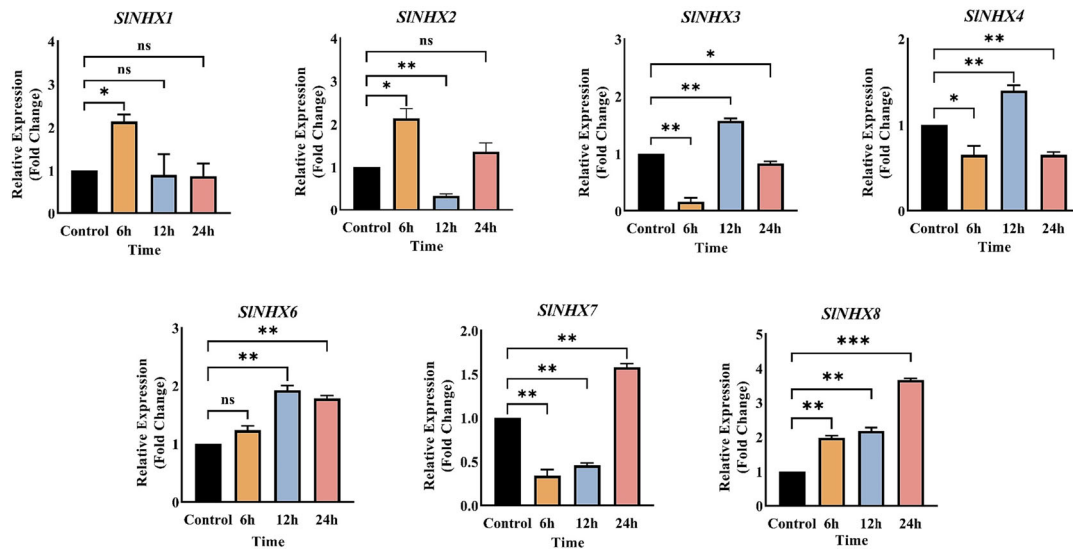 SlNHX1
Relative Expression
(Fold Change)
4
3
2
1
0
ns
ns
*
Control 6h 12h 24h
Time
SlNHX2
Relative Expression
(Fold Change)
4
3
2
1
0
ns
**
*
Control 6h 12h 24h
Time
SlNHX3
Relative Expression
(Fold Change)
3
2
1
0
*
**
**
Control 6h 12h 24h
Time
SlNHX4
Relative Expression
(Fold Change)
2
1
0
**
**
*
Control 6h 12h 24h
Time
SlNHX6
Relative Expression
(Fold Change)
3
2
1
0
**
**
ns
Control 6h 12h 24h
Time
SlNHX7
Relative Expression
(Fold Change)
2.0
1.5
1.0
0.5
0.0
**
**
**
Control 6h 12h 24h
Time
SlNHX8
Relative Expression
(Fold Change)
5
4
3
2
1
0
***
**
**
Control 6h 12h 24h
Time